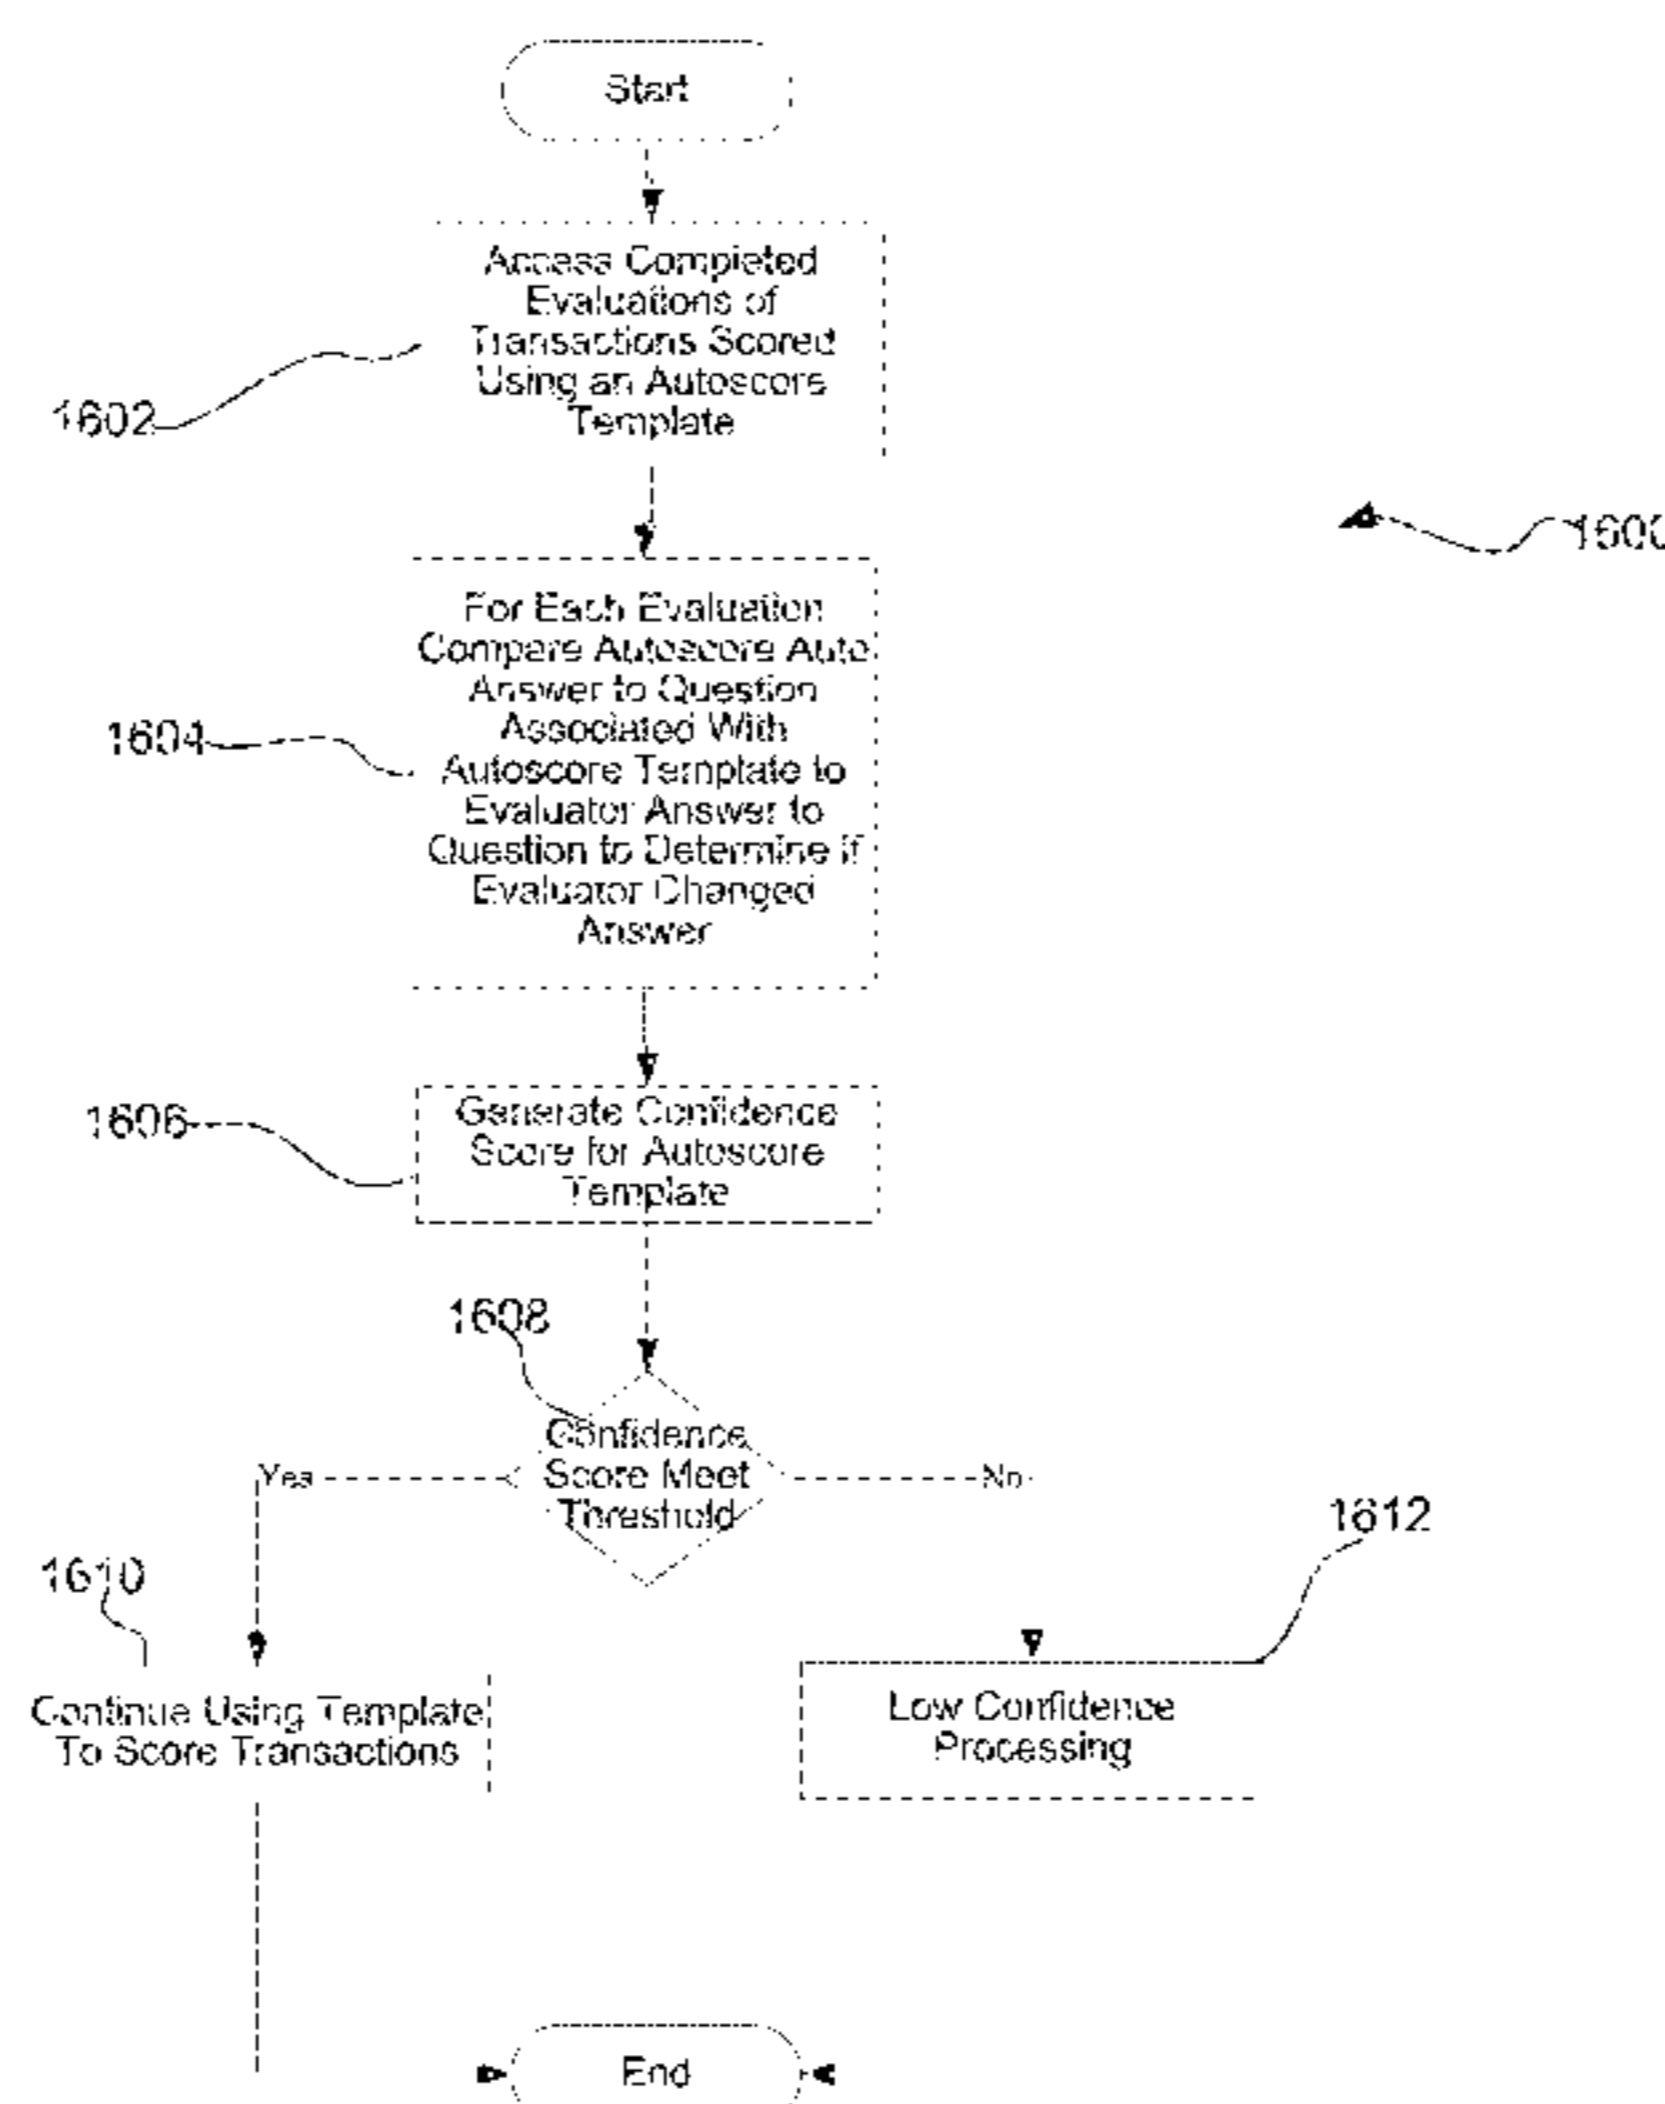 Start
Access Completed
Evaluations of
Transactions Scored
Using an Autoscore
Template
1602
1600
For Each Evaluation
Compare Autoscore Auto
Answer to Question
Associated With
Autoscore Template to
Evaluator Answer to
Question to Determine if
Evaluator Changed
Answer
1604
Generate Confidence
Score for Autoscore
Template
1606
1608
Confidence
Score Meet
Threshold
Yes
No
1612
1610
Continue Using Template
To Score Transactions
Low Confidence
Processing
End